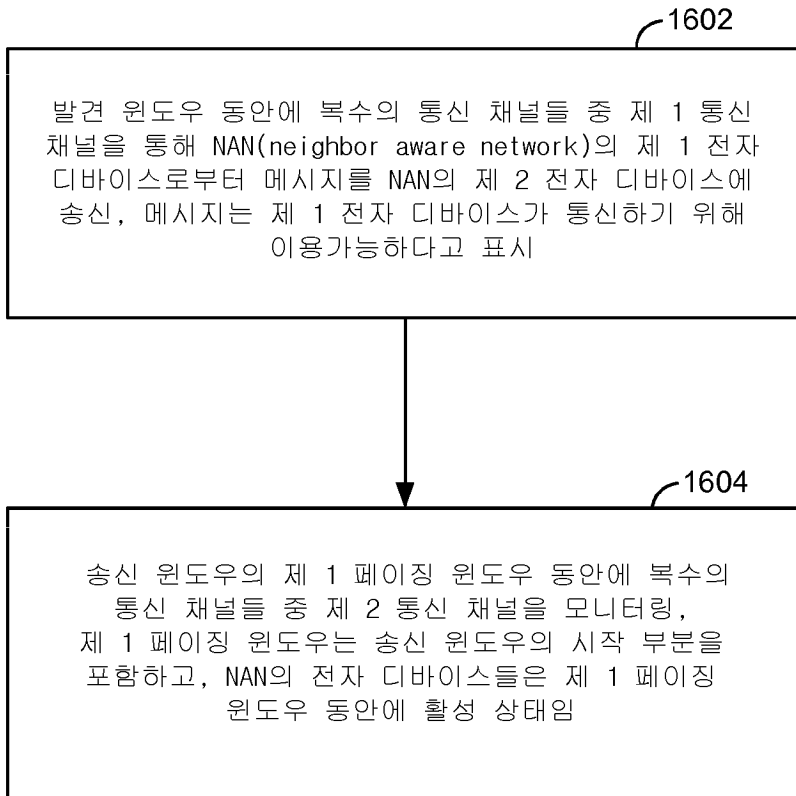 1602
발견 윈도우 동안에 복수의 통신 채널들 중 제 1 통신
채널을 통해 NAN(neighbor aware network)의 제 1 전자
디바이스로부터 메시지를 NAN의 제 2 전자 디바이스에
송신, 메시지는 제 1 전자 디바이스가 통신하기 위해
이용가능하다고 표시
1604
송신 윈도우의 제 1 페이징 윈도우 동안에 복수의
통신 채널들 중 제 2 통신 채널을 모니터링,
제 1 페이징 윈도우는 송신 윈도우의 시작 부분을
포함하고, NAN의 전자 디바이스들은 제 1 페이징
윈도우 동안에 활성 상태임